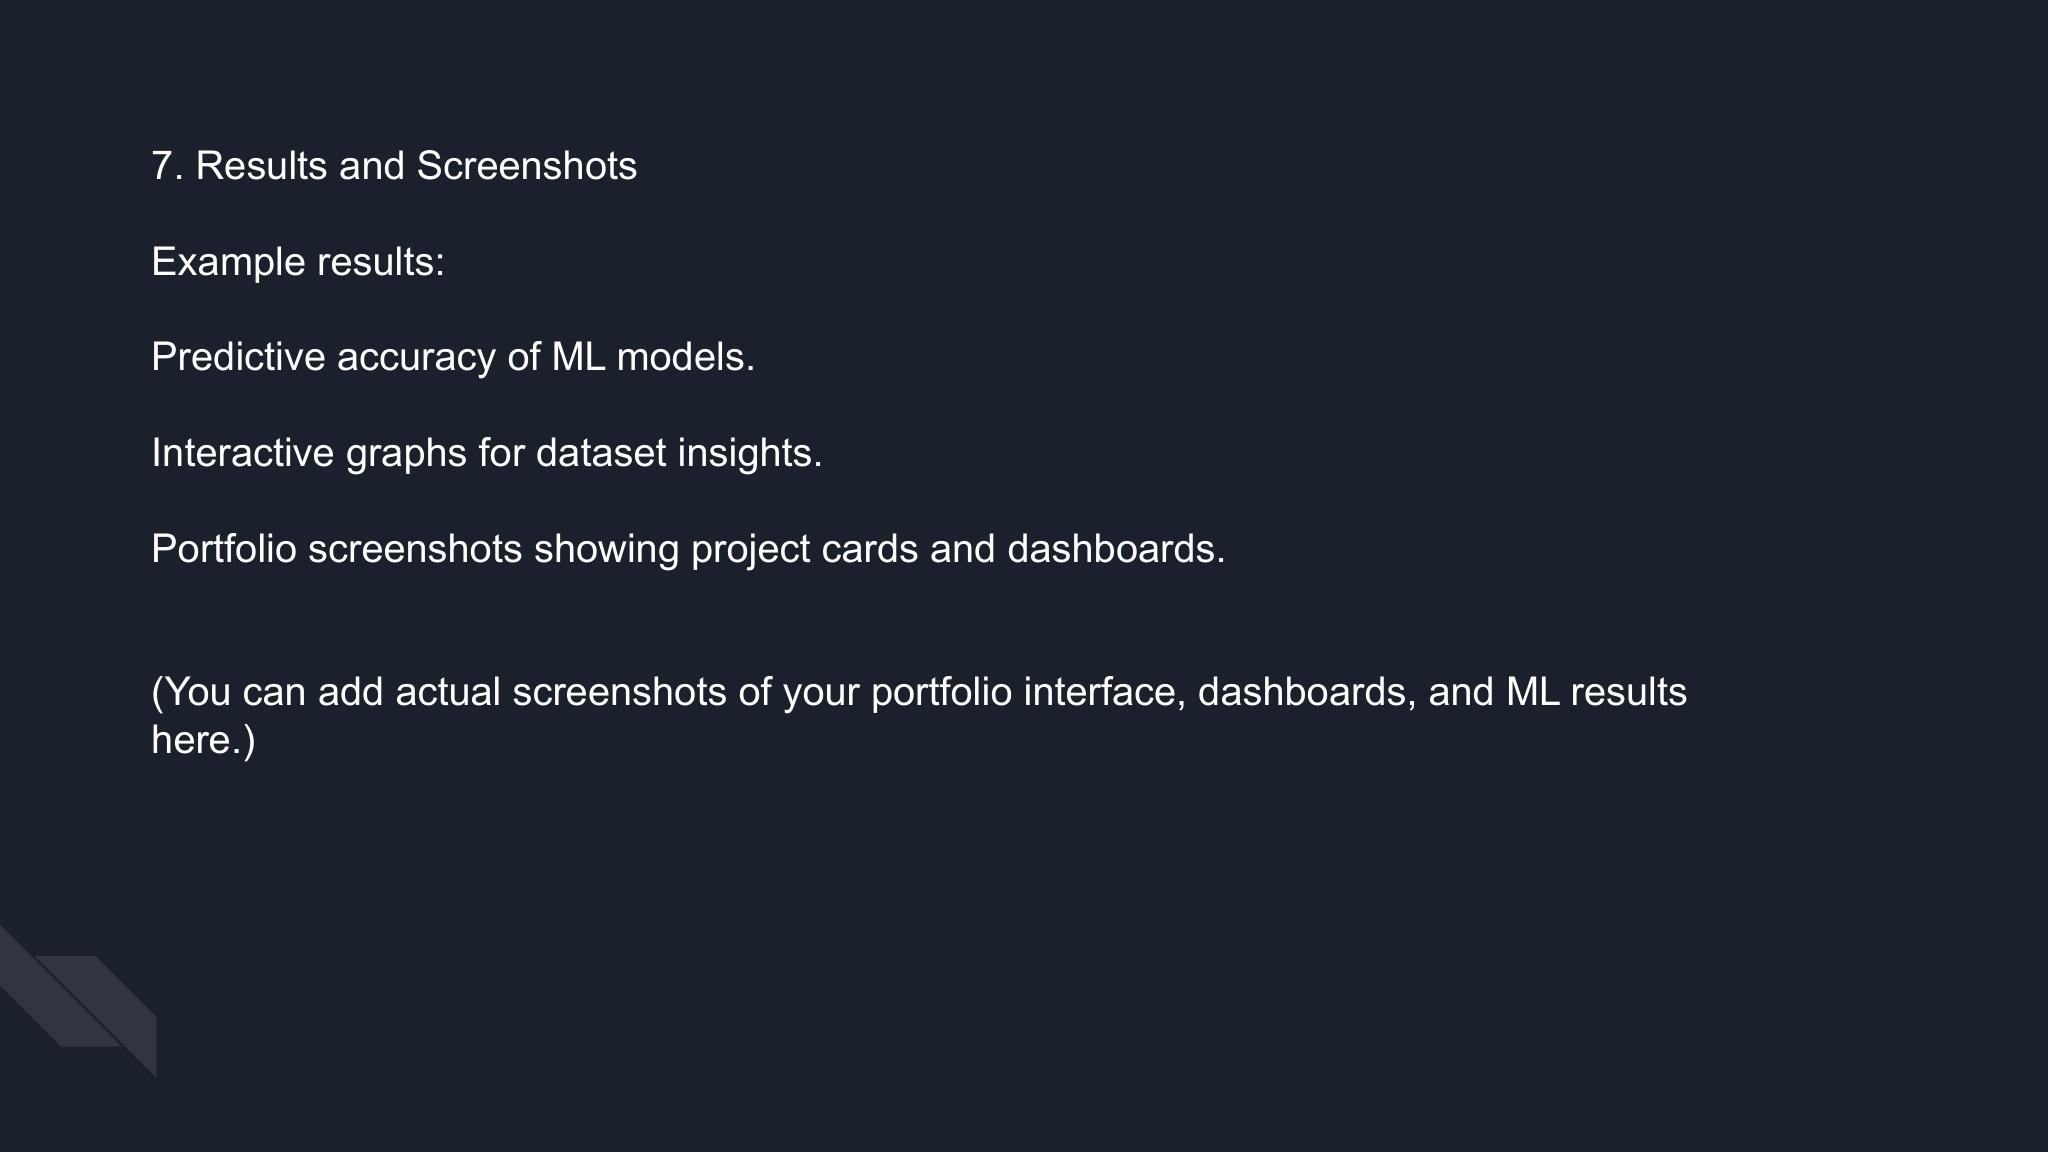 7. Results and Screenshots
Example results:
Predictive accuracy of ML models.
Interactive graphs for dataset insights.
Portfolio screenshots showing project cards and dashboards.
(You can add actual screenshots of your portfolio interface, dashboards, and ML results
here.)